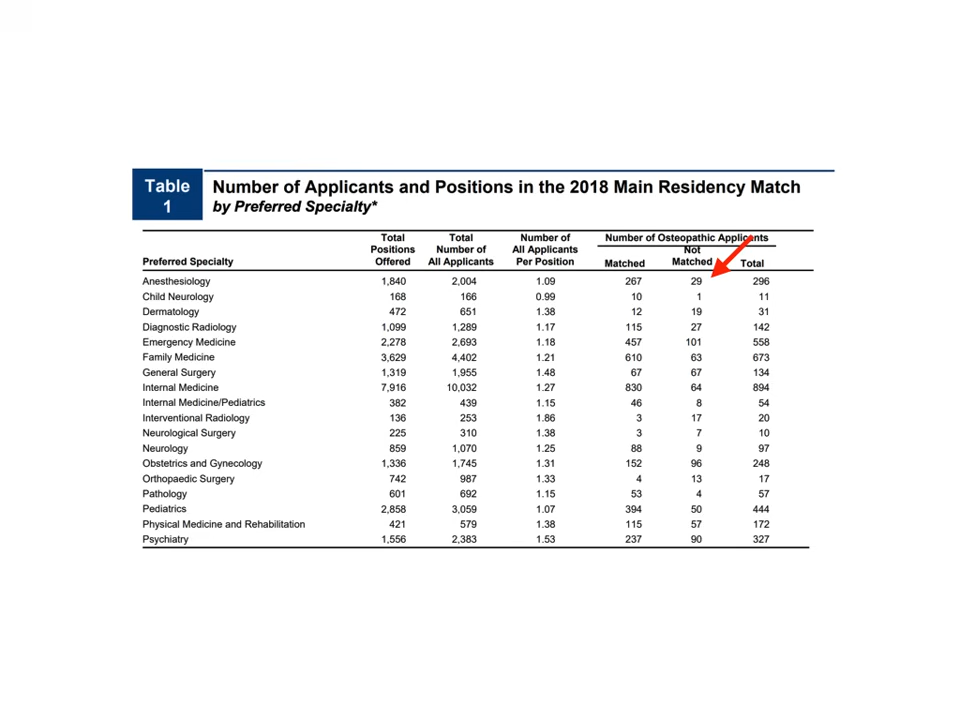 Table
1
Number of Applicants and Positions in the 2018 Main Residency Match
by Preferred Specialty*
Total Total Number of Number of Osteopathic Applicants
Positions Number of All Applicants Not
Preferred Specialty Offered All Applicants Per Position Matched Matched Total
Anesthesiology 1,840 2,004 1.09 267 29 296
Child Neurology 168 166 0.99 10 1 11
Dermatology 472 651 1.38 12 19 31
Diagnostic Radiology 1,099 1,289 1.17 115 27 142
Emergency Medicine 2,278 2,693 1.18 457 101 558
Family Medicine 3,629 4,402 1.21 610 63 673
General Surgery 1,319 1,955 1.48 67 67 134
Internal Medicine 7,916 10,032 1.27 830 64 894
Internal Medicine/Pediatrics 382 439 1.15 46 8 54
Interventional Radiology 136 253 1.86 3 17 20
Neurological Surgery 225 310 1.38 3 7 10
Neurology 859 1,070 1.25 88 9 97
Obstetrics and Gynecology 1,336 1,745 1.31 152 96 248
Orthopaedic Surgery 742 987 1.33 4 13 17
Pathology 601 692 1.15 53 4 57
Pediatrics 2,858 3,059 1.07 394 50 444
Physical Medicine and Rehabilitation 421 579 1.38 115 57 172
Psychiatry 1,556 2,383 1.53 237 90 327